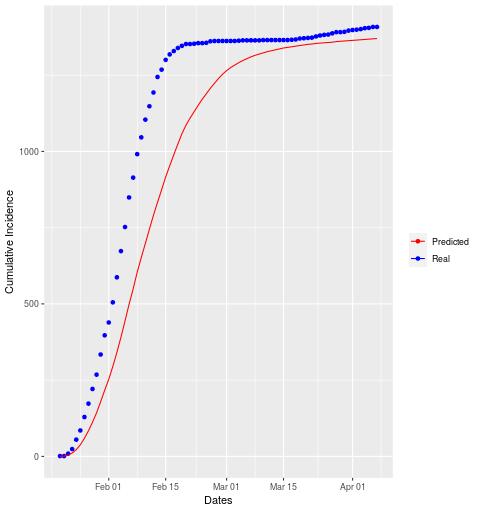 Cumulative Incidence
1000
500
0
Feb 01
Feb 15
Mar 01
Mar 15
Apr 01
Dates
Predicted
Real